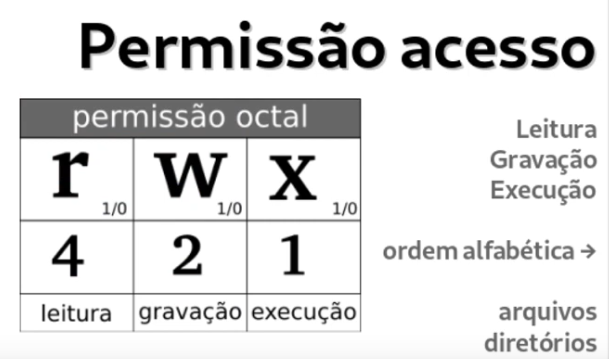 Permissão acesso
permissão octal
r w x
1/0 1/0 1/0
4 2 1
leitura gravação execução
Leitura
Gravação
Execução
ordem alfabética →
arquivos
diretórios